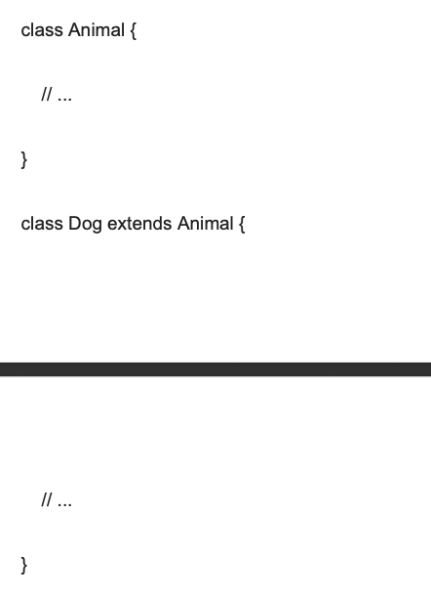 class Animal {
// ...
}
class Dog extends Animal {
// ...
}